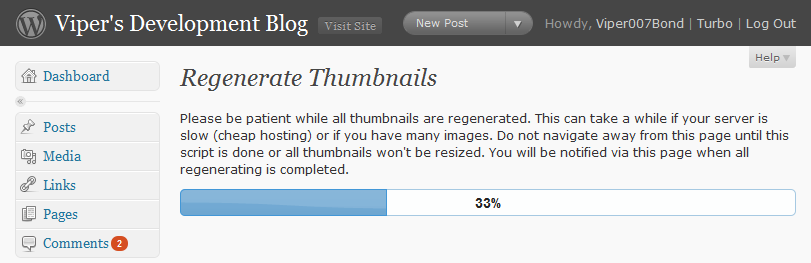 Viper's Development Blog Visit Site New Post Howdy, Viper007Bond | Turbo | Log Out
Help
Dashboard
Regenerate Thumbnails
Please be patient while all thumbnails are regenerated. This can take a while if your server is
slow (cheap hosting) or if you have many images. Do not navigate away from this page until this
script is done or all thumbnails won't be resized. You will be notified via this page when all
regenerating is completed.
33%
Posts
Media
Links
Pages
Comments 2